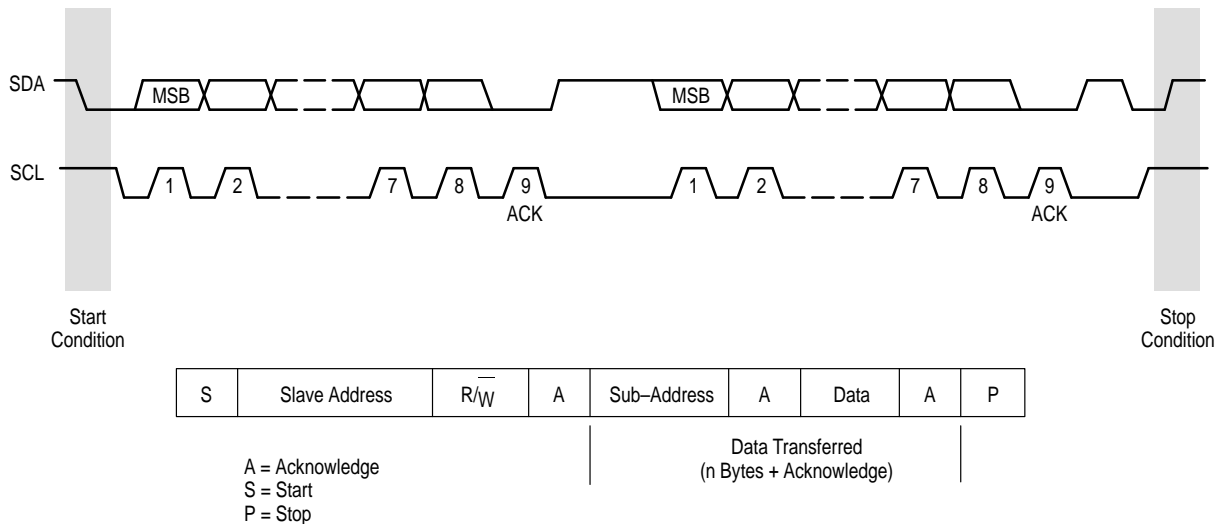 SDA
MSB
MSB
SCL
1 2 7 8 9 1 2 7 8 9
ACK
ACK
Start
Condition
Stop
Condition
S Slave Address R/W A Sub–Address A Data A P
A = Acknowledge
S = Start
P = Stop
Data Transferred
(n Bytes + Acknowledge)